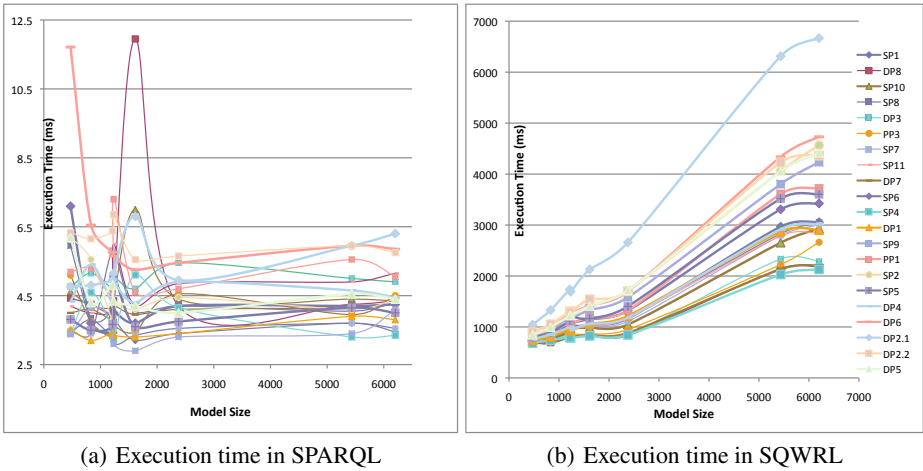 12.5
10.5
8.5
6.5
4.5
2.5
Execution Time (ms)
0 1000 2000 3000 4000 5000 6000
Model Size
7000
6000
5000
4000
3000
2000
1000
0
Execution Time (ms)
0 1000 2000 3000 4000 5000 6000 7000
Model Size
SP1
DP8
SP10
SP8
DP3
PP3
SP7
SP11
DP7
SP6
SP4
DP1
SP9
PP1
SP2
SP5
DP4
DP6
DP2.1
DP2.2
DP5
(a) Execution time in SPARQL
(b) Execution time in SQWRL